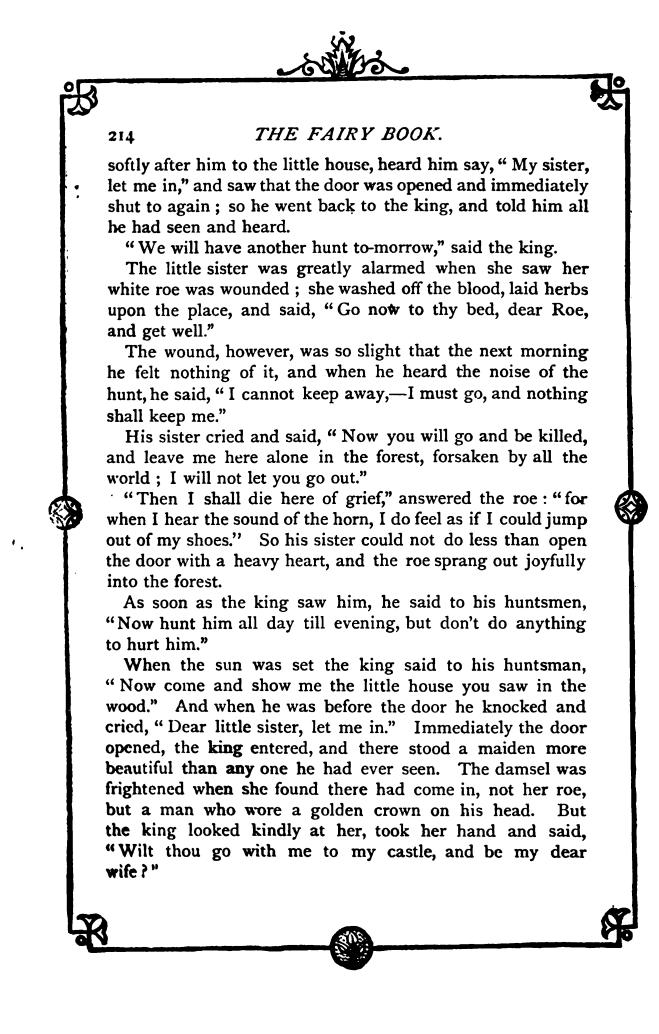 214 THE FAIRY BOOK.
softly after him to the little house, heard him say, “ My sister,
let me in,” and saw that the door was opened and immediately
shut to again ; so he went back to the king, and told him all
he had seen and heard.
“ We will have another hunt to-morrow,” said the king.
The little sister was greatly alarmed when she saw her
white roe was wounded ; she washed off the blood, laid herbs
upon the place, and said, “ Go now to thy bed, dear Roe,
and get well.”
The wound, however, was so slight that the next morning
he felt nothing of it, and when he heard the noise of the
hunt, he said, “ I cannot keep away,—I must go, and nothing
shall keep me.”
His sister cried and said, “ Now you will go and be killed,
and leave me here alone in the forest, forsaken by all the
world ; I will not let you go out.”
“ Then I shall die here of grief,” answered the roe : “ for
when I hear the sound of the horn, I do feel as if I could jump
out of my shoes.” So his sister could not do less than open
the door with a heavy heart, and the roe sprang out joyfully
into the forest.
As soon as the king saw him, he said to his huntsmen,
“ Now hunt him all day till evening, but don’t do anything
to hurt him.”
When the sun was set the king said to his huntsman,
“ Now come and show me the little house you saw in the
wood.” And when he was before the door he knocked and
cried, “ Dear little sister, let me in.” Immediately the door
opened, the king entered, and there stood a maiden more
beautiful than any one he had ever seen. The damsel was
frightened when she found there had come in, not her roe,
but a man who wore a golden crown on his head. But
the king looked kindly at her, took her hand and said,
“ Wilt thou go with me to my castle, and be my dear
wife ? ”